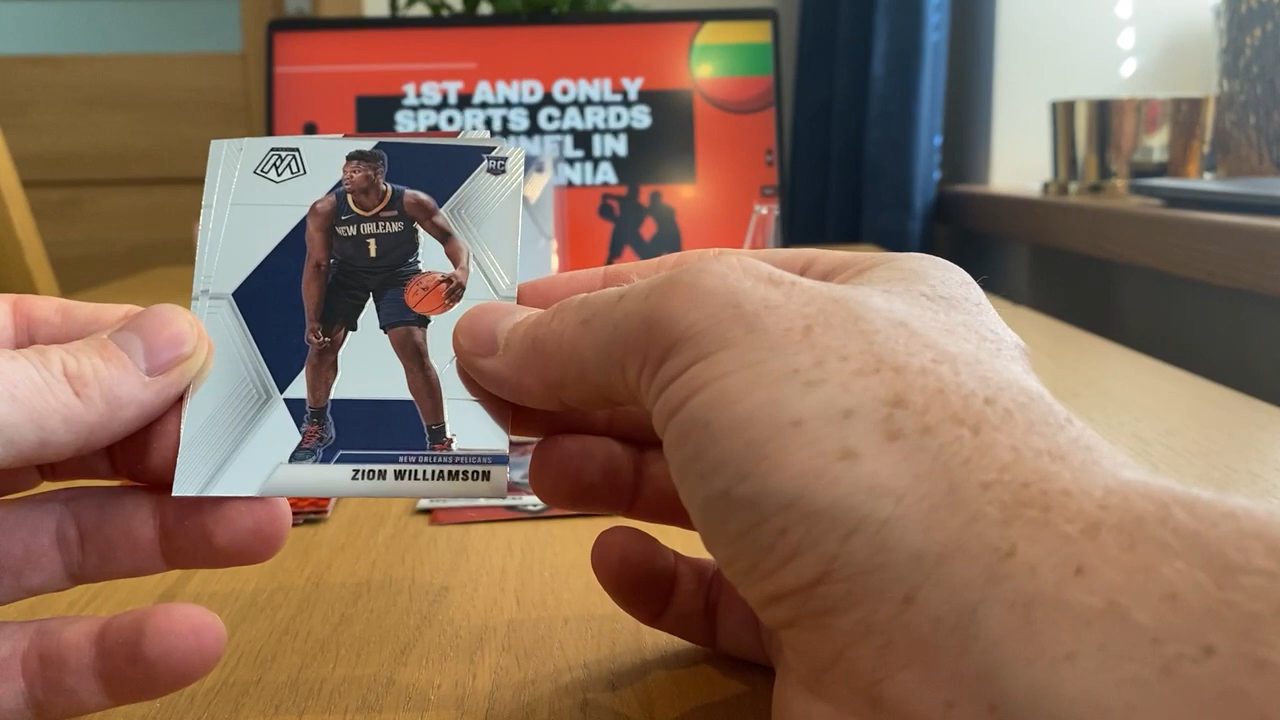 1ST AND ONLY
SPORTS CARDS
NEL IN
NIA
RC
NEW ORLEANS
1
NEW ORLEANS PELICANS
ZION WILLIAMSON